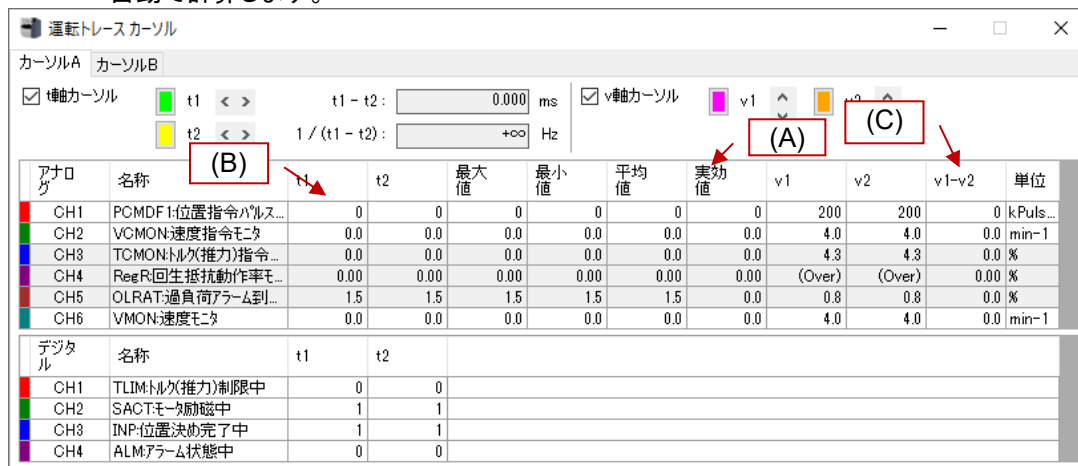 自動で計算します。
運転トレース カーソル
カーソルA カーソルB
t軸カーソル t1 < > t1 - t2 : 0.000 ms v軸カーソル v1
t2 < > 1 / (t1 - t2) : +∞ Hz
(A) (B) (C)
アナログ 名称 t1 t2 最大値 最小値 平均値 実効値 v1 v2 v1-v2 単位
CH1 PCMDF1:位置指令パルス... 0 0 0 0 0 0 200 200 0 kPuls...
CH2 VCMON:速度指令モニタ 0.0 0.0 0.0 0.0 0.0 0.0 4.0 4.0 0.0 min-1
CH3 TCMON:トルク(推力)指令... 0.0 0.0 0.0 0.0 0.0 0.0 4.3 4.3 0.0 %
CH4 RegR:回生抵抗動作率モ... 0.00 0.00 0.00 0.00 0.00 0.00 (Over) (Over) 0.00 %
CH5 OLRAT:過負荷アラーム到... 1.5 1.5 1.5 1.5 1.5 0.0 0.8 0.8 0.0 %
CH6 VMON:速度モニタ 0.0 0.0 0.0 0.0 0.0 0.0 4.0 4.0 0.0 min-1
デジタル 名称 t1 t2
CH1 TLIM:トルク(推力)制限中 0 0
CH2 SACT:モータ励磁中 1 1
CH3 INP:位置決め完了中 1 1
CH4 ALM:アラーム状態中 0 0